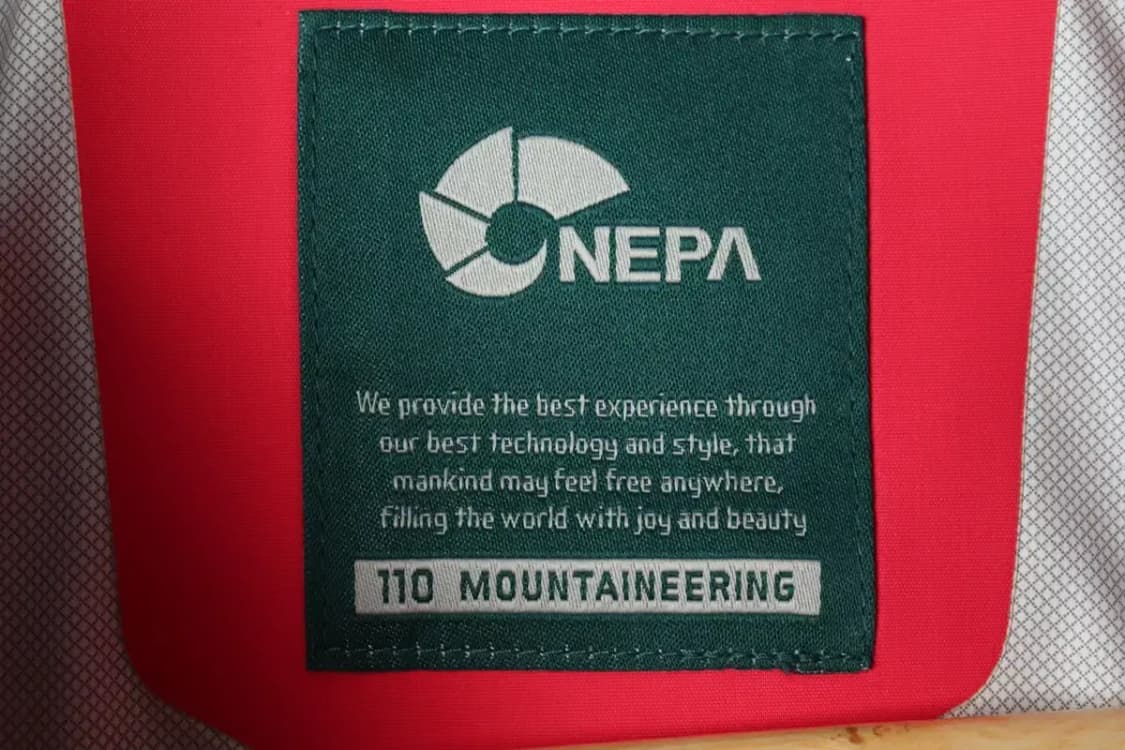 NEPA
We provide the best experience through
our best technology and style, that
mankind may feel free anywhere,
filling the world with joy and beauty
110 MOUNTAINEERING